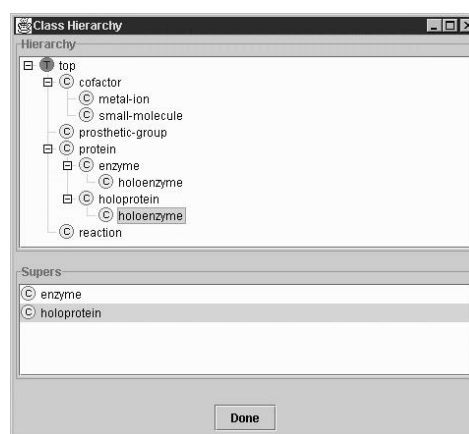 Class Hierarchy
Hierarchy
T top
C cofactor
C metal-ion
C small-molecule
C prosthetic-group
C protein
C enzyme
C holoenzyme
C holoprotein
C holoenzyme
C reaction
Supers
C enzyme
C holoprotein
Done